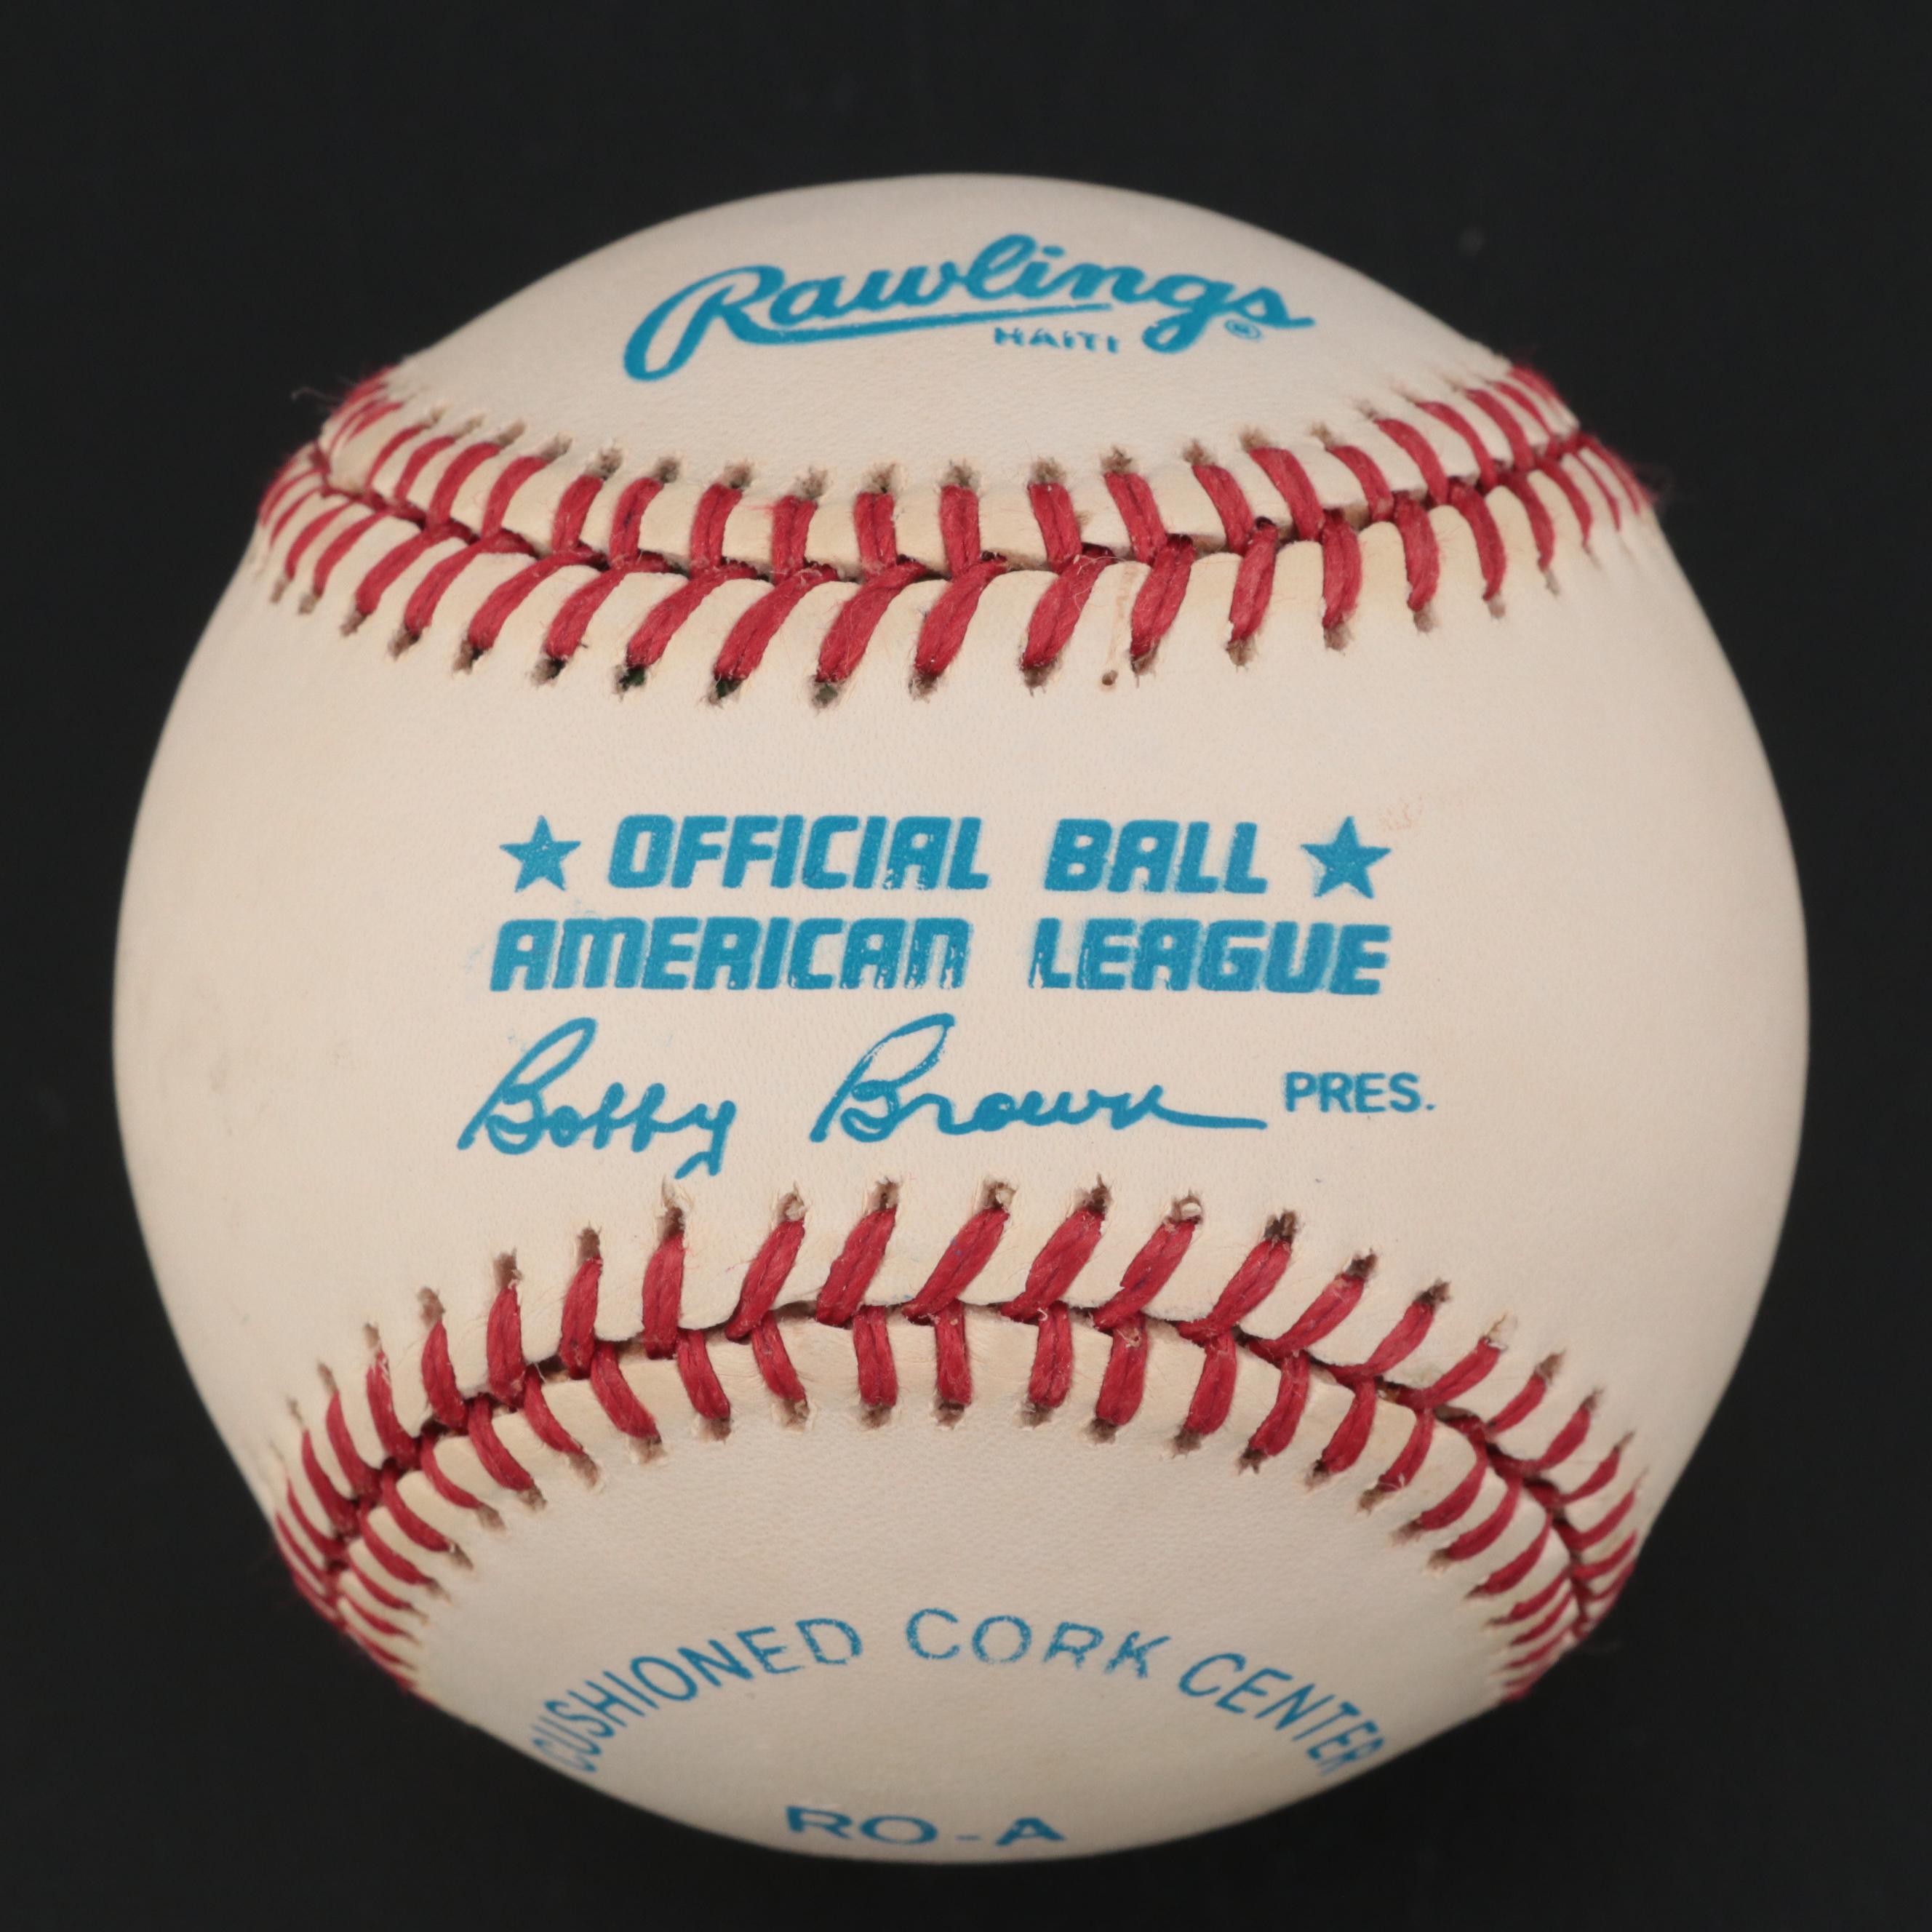 Rawlings ®
HAITI
★ OFFICIAL BALL ★
AMERICAN LEAGUE
Bobby Brown PRES.
CUSHIONED CORK CENTER
RO-A